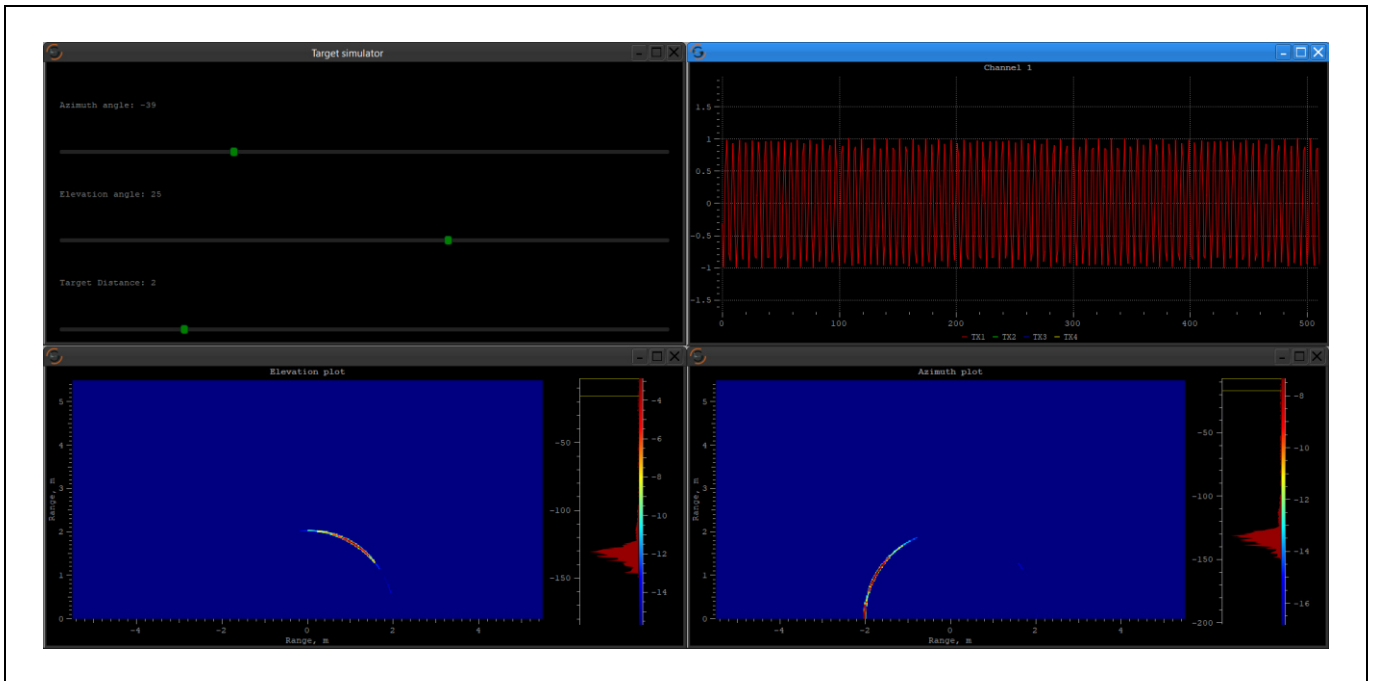 Target simulator
Azimuth angle: -39
Elevation angle: 25
Target Distance: 2
Channel 1
1.5
1
0.5
0
-0.5
-1
-1.5
0 100 200 300 400 500
TX1 TX2 TX3 TX4
Elevation plot
Range, m
5
4
3
2
1
0
-4 -2 0 2 4
Range, m
-50
-100
-150
-4
-6
-8
-10
-12
-14
Azimuth plot
Range, m
5
4
3
2
1
0
-4 -2 0 2 4
Range, m
-50
-100
-150
-200
-8
-10
-12
-14
-16